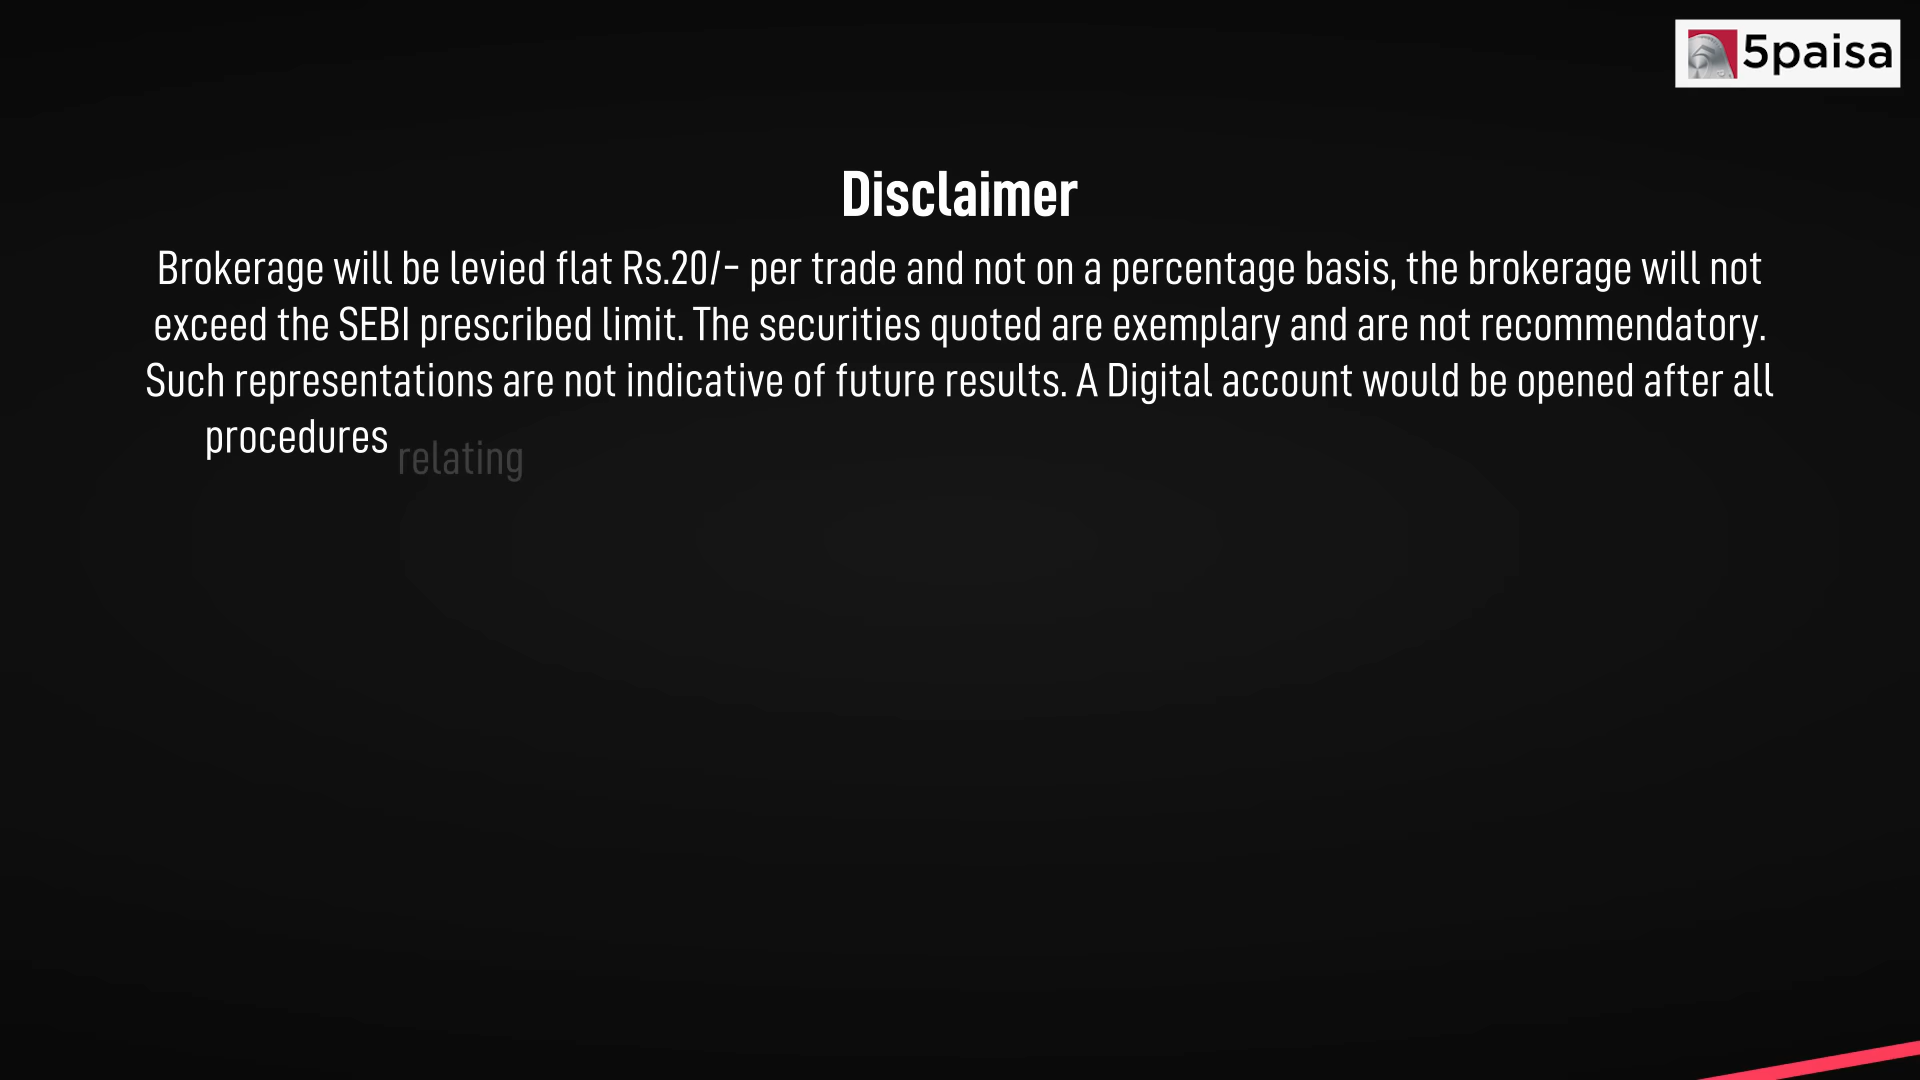 5paisa
Disclaimer
Brokerage will be levied flat Rs.20/- per trade and not on a percentage basis, the brokerage will not
exceed the SEBI prescribed limit. The securities quoted are exemplary and are not recommendatory.
Such representations are not indicative of future results. A Digital account would be opened after all
procedures relating